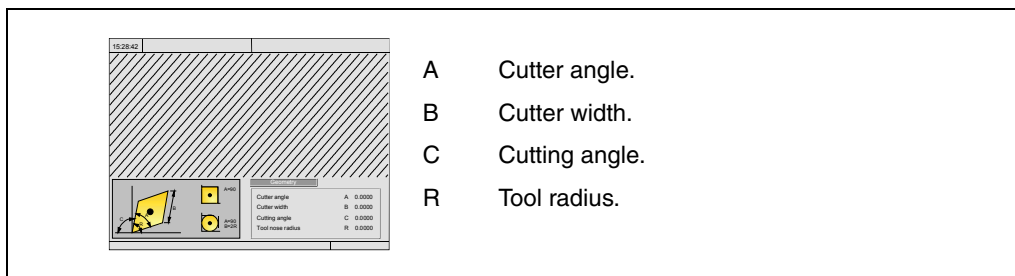 15:28:42
A Cutter angle.
B Cutter width.
C Cutting angle.
R Tool radius.
Geometry
A=90
B
C
R
A=90
B=2R
Cutter angle A 0.0000
Cutter width B 0.0000
Cutting angle C 0.0000
Tool nose radius R 0.0000